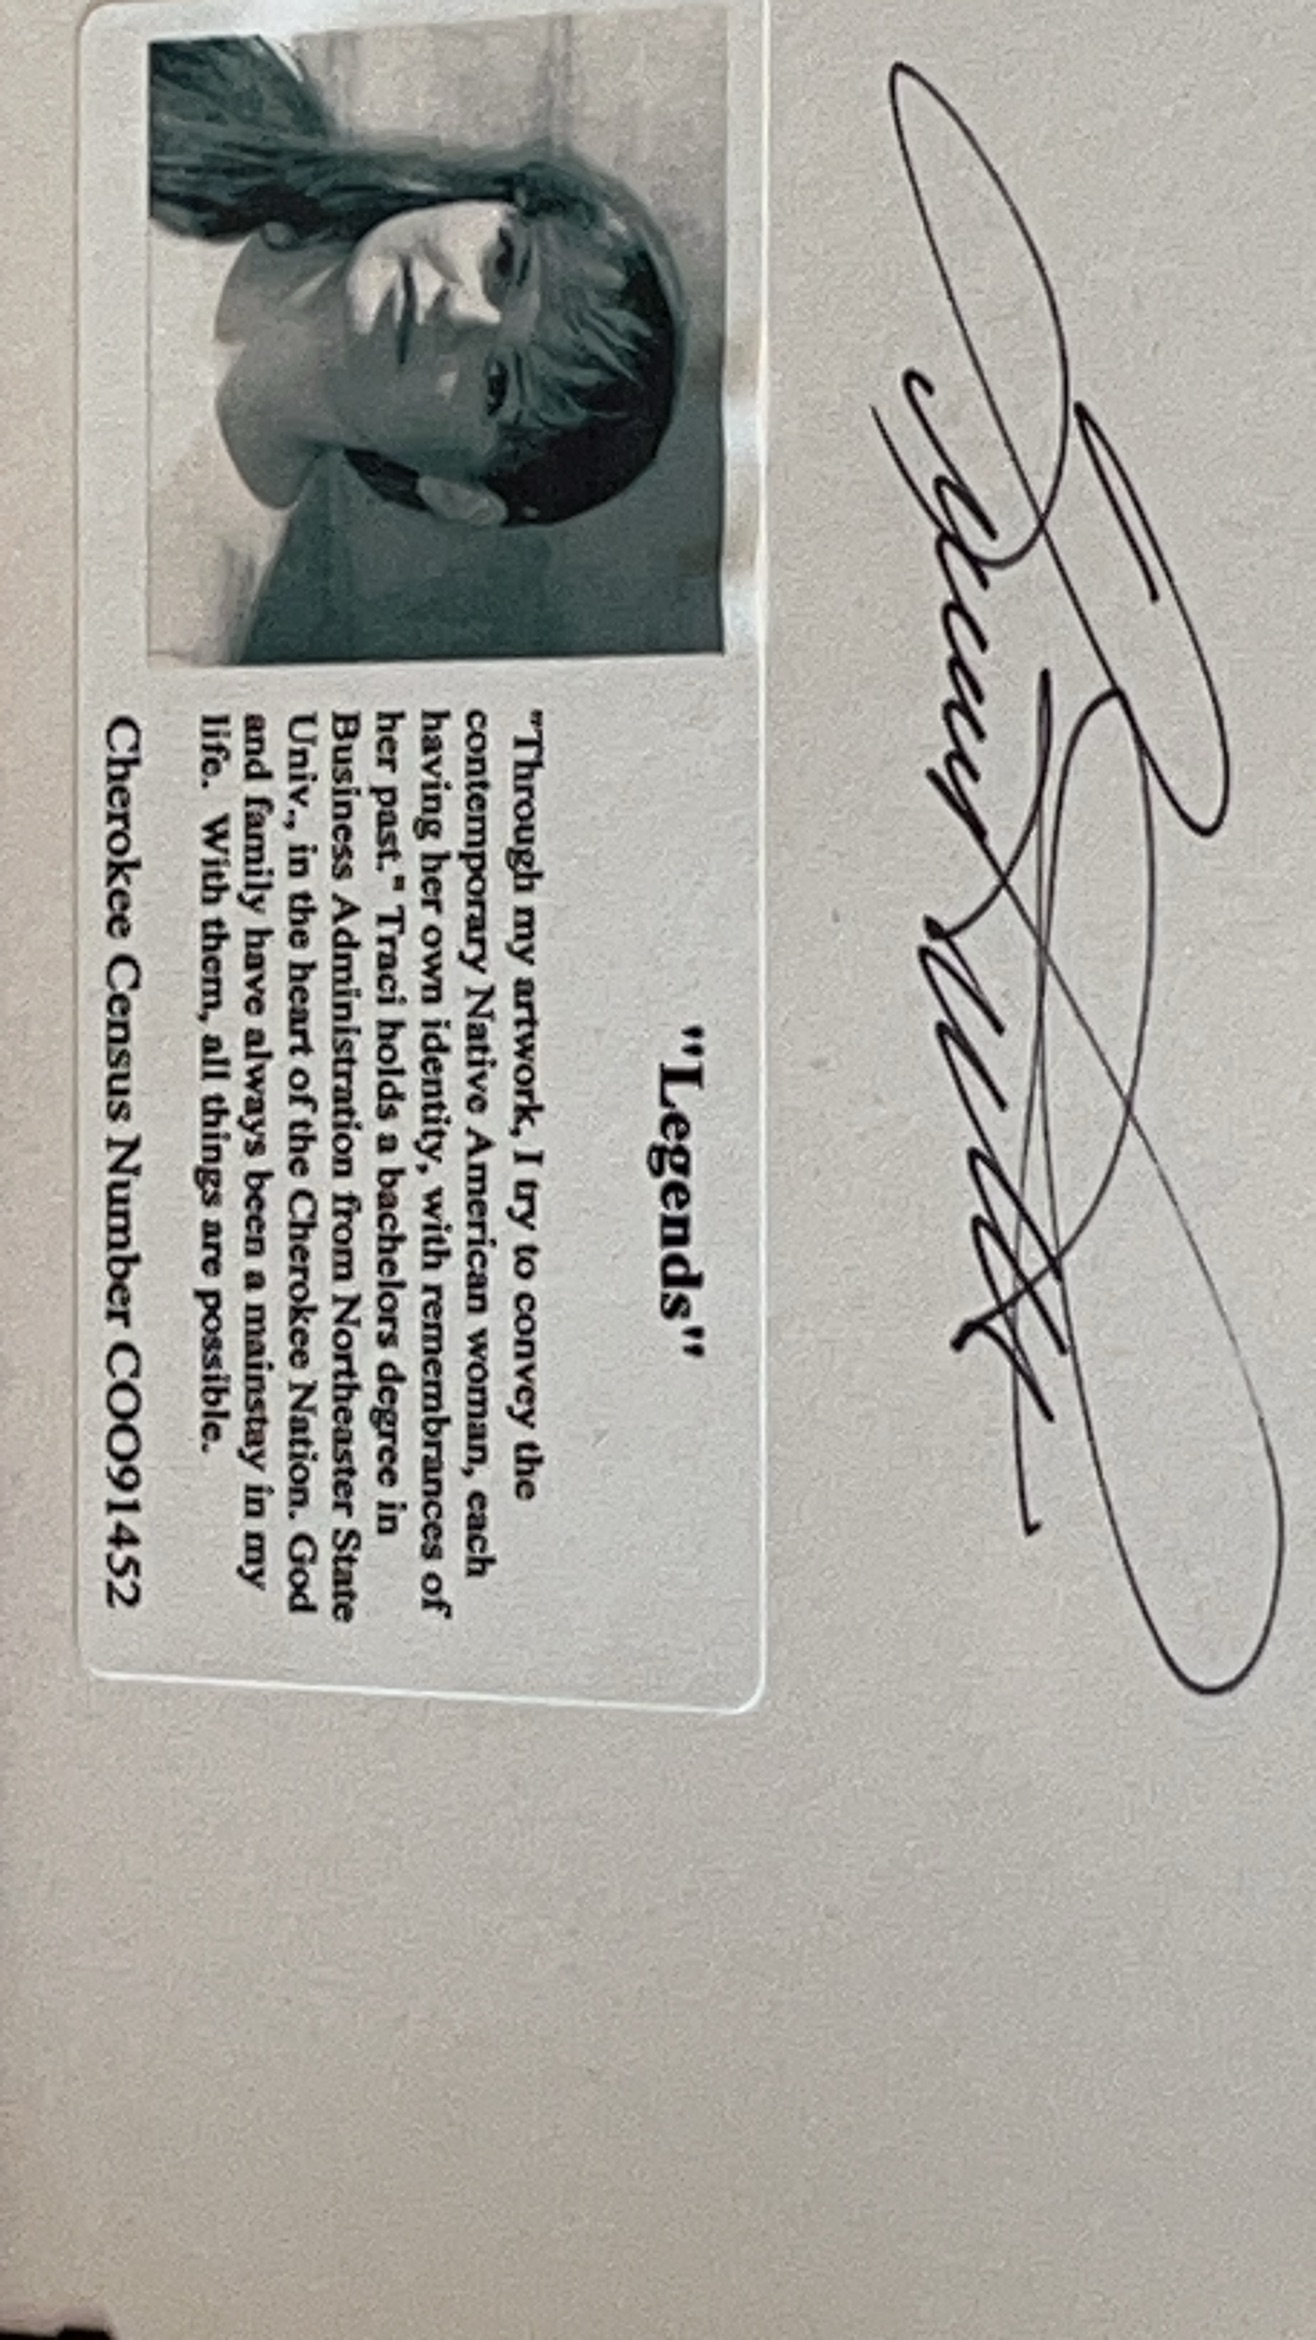 "Legends"
"Through my artwork, I try to convey the
contemporary Native American woman, each
having her own identity, with remembrances of
her past." Traci holds a bachelors degree in
Business Administration from Northeaster State
Univ., in the heart of the Cherokee Nation. God
and family have always been a mainstay in my
life. With them, all things are possible.
Cherokee Census Number COO91452